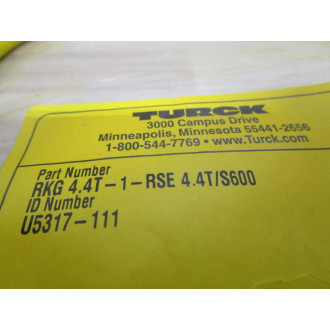 TURCK
3000 Campus Drive
Minneapolis, Minnesota 55441-2656
1-800-544-7769 • www.Turck.com
Part Number
RKG 4.4T-1-RSE 4.4T/S600
ID Number
U5317-111